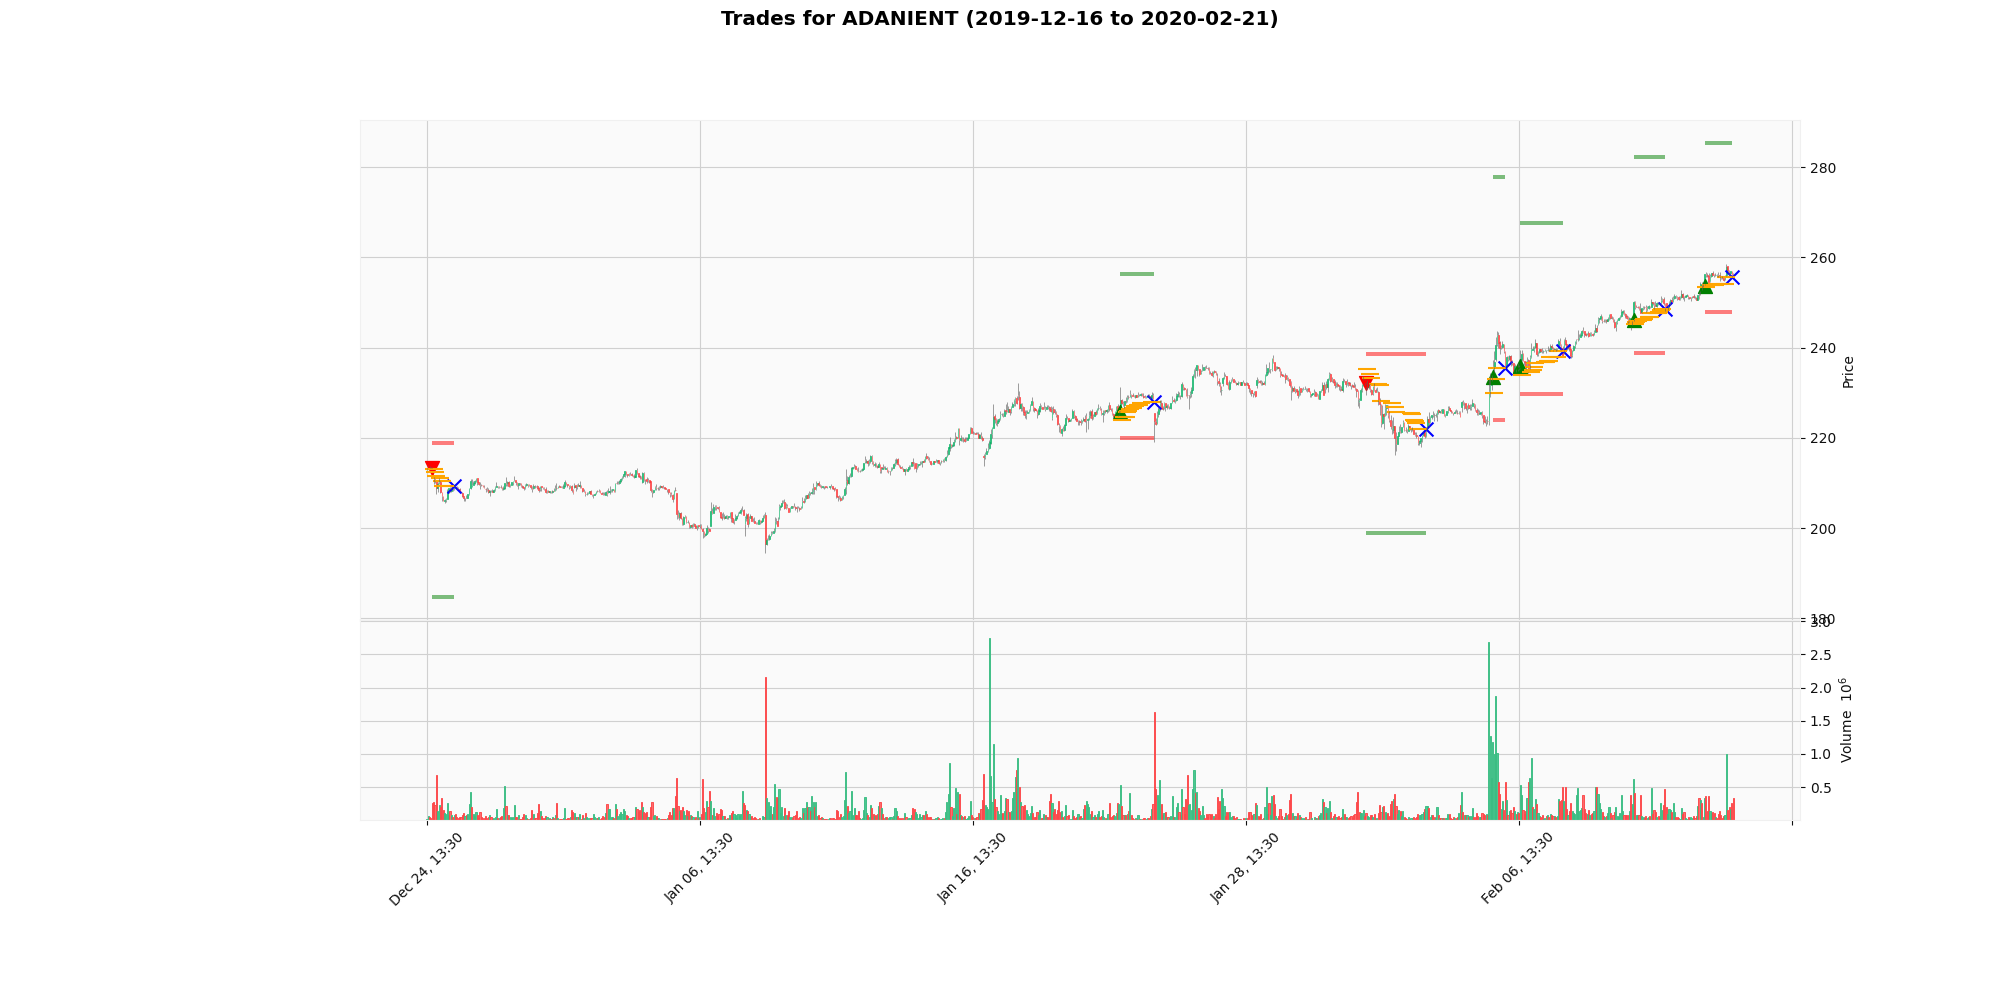 Trades for ADANIENT (2019-12-16 to 2020-02-21)
280
260
240
220
200
180
Price
3.0
2.5
2.0
1.5
1.0
0.5
Volume 10^6
Dec 24, 13:30
Jan 06, 13:30
Jan 16, 13:30
Jan 28, 13:30
Feb 06, 13:30